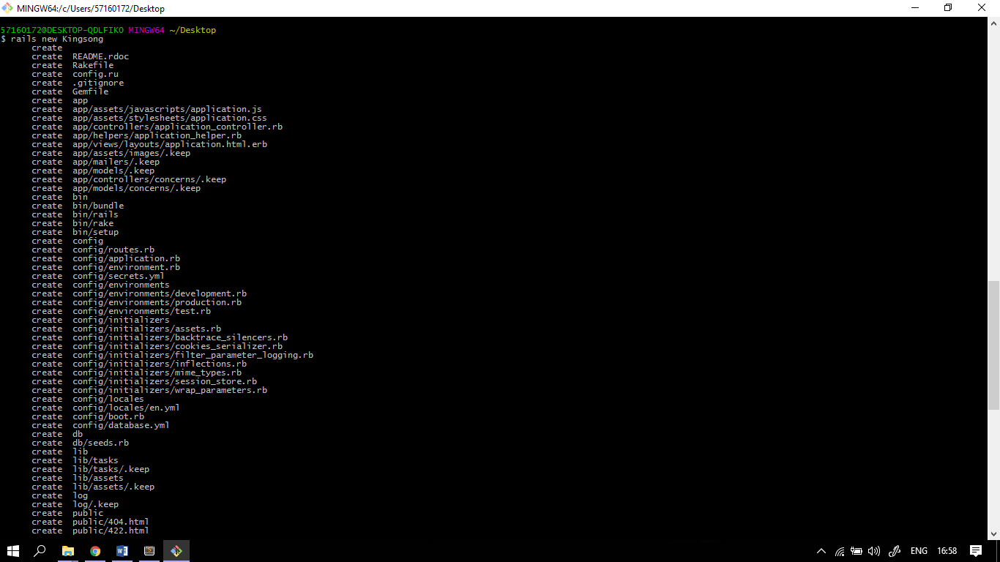 MINGW64:/c/Users/57160172/Desktop
57160172@DESKTOP-QDLFIKO MINGW64 ~/Desktop
$ rails new Kingsong
create
create README.rdoc
create Rakefile
create config.ru
create .gitignore
create Gemfile
create app
create app/assets/javascripts/application.js
create app/assets/stylesheets/application.css
create app/controllers/application_controller.rb
create app/helpers/application_helper.rb
create app/views/layouts/application.html.erb
create app/assets/images/.keep
create app/mailers/.keep
create app/models/.keep
create app/controllers/concerns/.keep
create app/models/concerns/.keep
create bin
create bin/bundle
create bin/rails
create bin/rake
create bin/setup
create config
create config/routes.rb
create config/application.rb
create config/environment.rb
create config/secrets.yml
create config/environments
create config/environments/development.rb
create config/environments/production.rb
create config/environments/test.rb
create config/initializers
create config/initializers/assets.rb
create config/initializers/backtrace_silencers.rb
create config/initializers/cookies_serializer.rb
create config/initializers/filter_parameter_logging.rb
create config/initializers/inflections.rb
create config/initializers/mime_types.rb
create config/initializers/session_store.rb
create config/initializers/wrap_parameters.rb
create config/locales
create config/locales/en.yml
create config/boot.rb
create config/database.yml
create db
create db/seeds.rb
create lib
create lib/tasks
create lib/tasks/.keep
create lib/assets
create lib/assets/.keep
create log
create log/.keep
create public
create public/404.html
create public/422.html
ENG 16:58